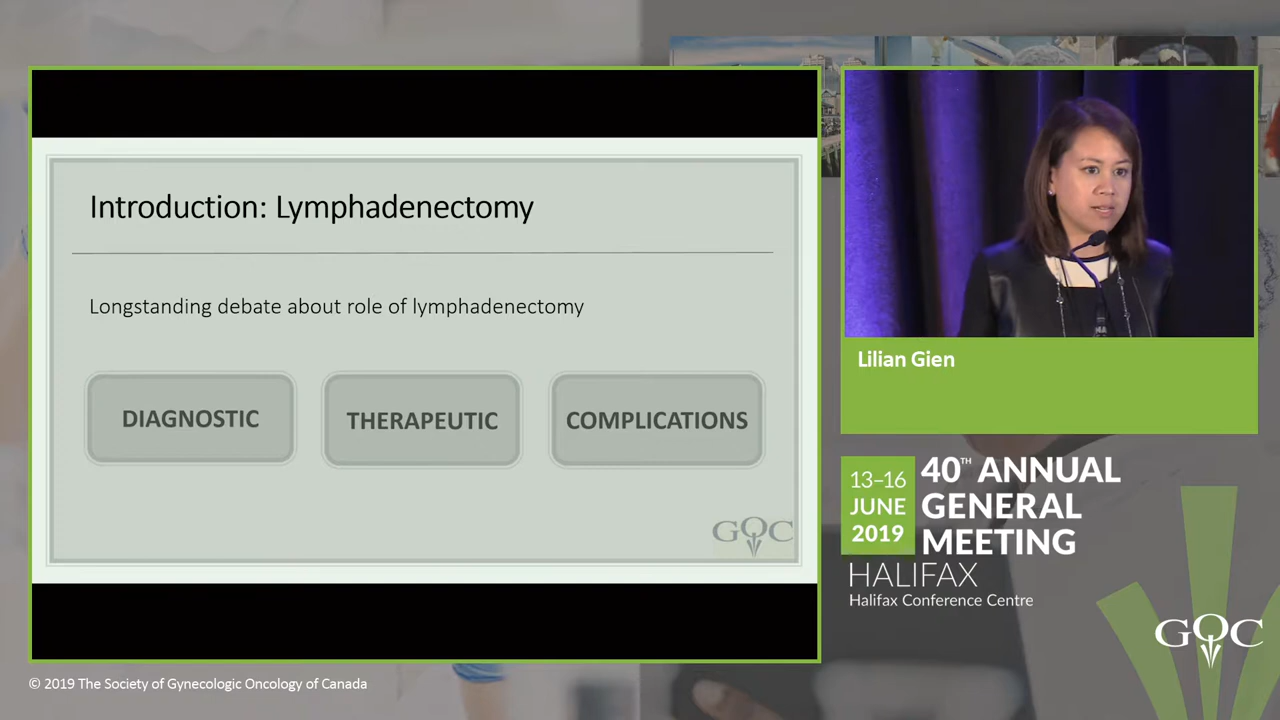 Introduction: Lymphadenectomy
Longstanding debate about role of lymphadenectomy
DIAGNOSTIC
THERAPEUTIC
COMPLICATIONS
GOC
Lilian Gien
13–16
JUNE
2019
40TH ANNUAL
GENERAL
MEETING
HALIFAX
Halifax Conference Centre
GOC
© 2019 The Society of Gynecologic Oncology of Canada